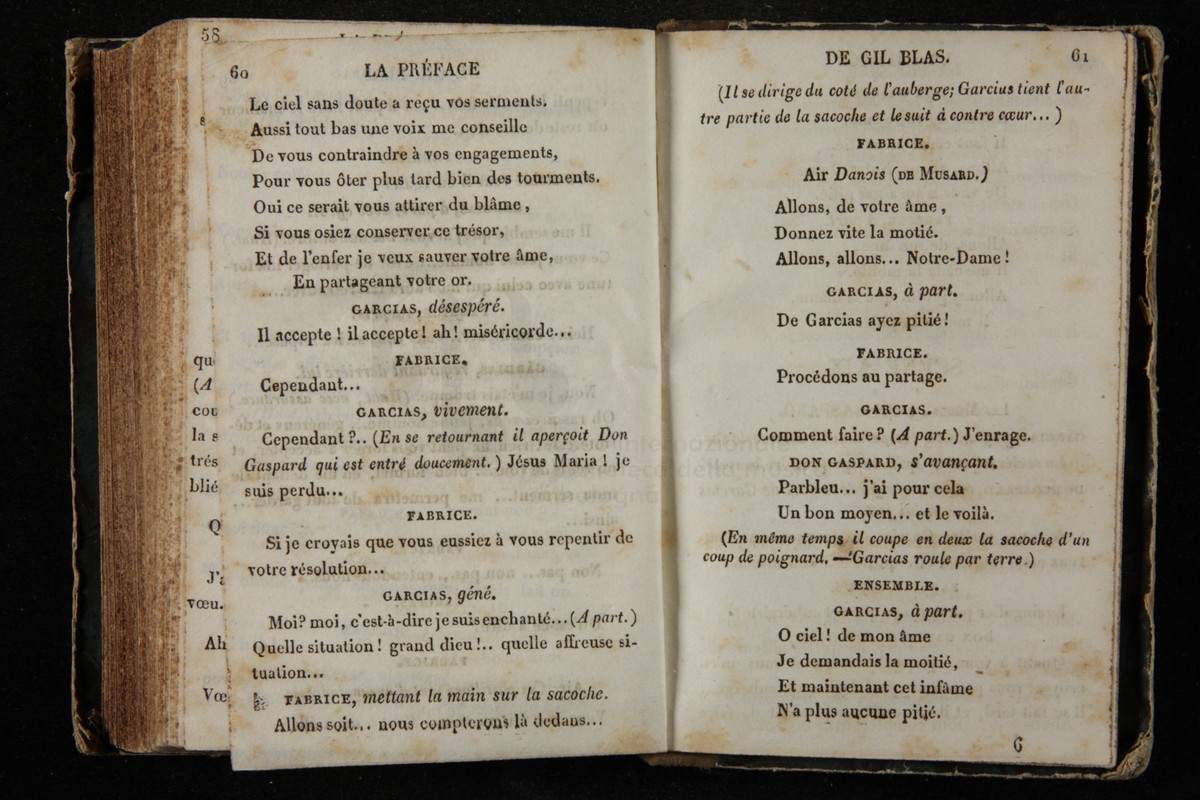 58
qu
(A
cou
la s
trés
blié
Q
J'a
vœu.
Ah
Vœ
60
LA PRÉFACE
Le ciel sans doute a reçu vos serments.
Aussi tout bas une voix me conseille
De vous contraindre à vos engagements,
Pour vous ôter plus tard bien des tourments.
Oui ce serait vous attirer du blâme,
Si vous osiez conserver ce trésor,
Et de l'enfer je veux sauver votre âme,
En partageant votre or.
GARCIAS, désespéré.
Il accepte ! il accepte ! ah ! miséricorde...
FABRICE.
Cependant...
GARCIAS, vivement.
Cependant ?.. (En se retournant il aperçoit Don
Gaspard qui est entré doucement.) Jésus Maria ! je
suis perdu...
FABRICE.
Si je croyais que vous eussiez à vous repentir de
votre résolution...
GARCIAS, géné.
Moi? moi, c'est-à-dire je suis enchanté... (A part.)
Quelle situation ! grand dieu !.. quelle affreuse si-
tuation...
FABRICE, mettant la main sur la sacoche.
Allons soit... nous compterons là dedans...
DE GIL BLAS.
61
(Il se dirige du coté de l'auberge; Garcius tient l'au-
tre partie de la sacoche et le suit à contre cœur... )
FABRICE.
Air Danois (DE MUSARD.)
Allons, de votre âme,
Donnez vite la motié.
Allons, allons... Notre-Dame !
GARCIAS, à part.
De Garcias ayez pitié !
FABRICE.
Procédons au partage.
GARCIAS.
Comment faire ? (A part.) J'enrage.
DON GASPARD, s'avançant.
Parbleu... j'ai pour cela
Un bon moyen... et le voilà.
(En même temps il coupe en deux la sacoche d'un
coup de poignard. — Garcias roule par terre.)
ENSEMBLE.
GARCIAS, à part.
O ciel ! de mon âme
Je demandais la moitié,
Et maintenant cet infâme
N'a plus aucune pitié.
6